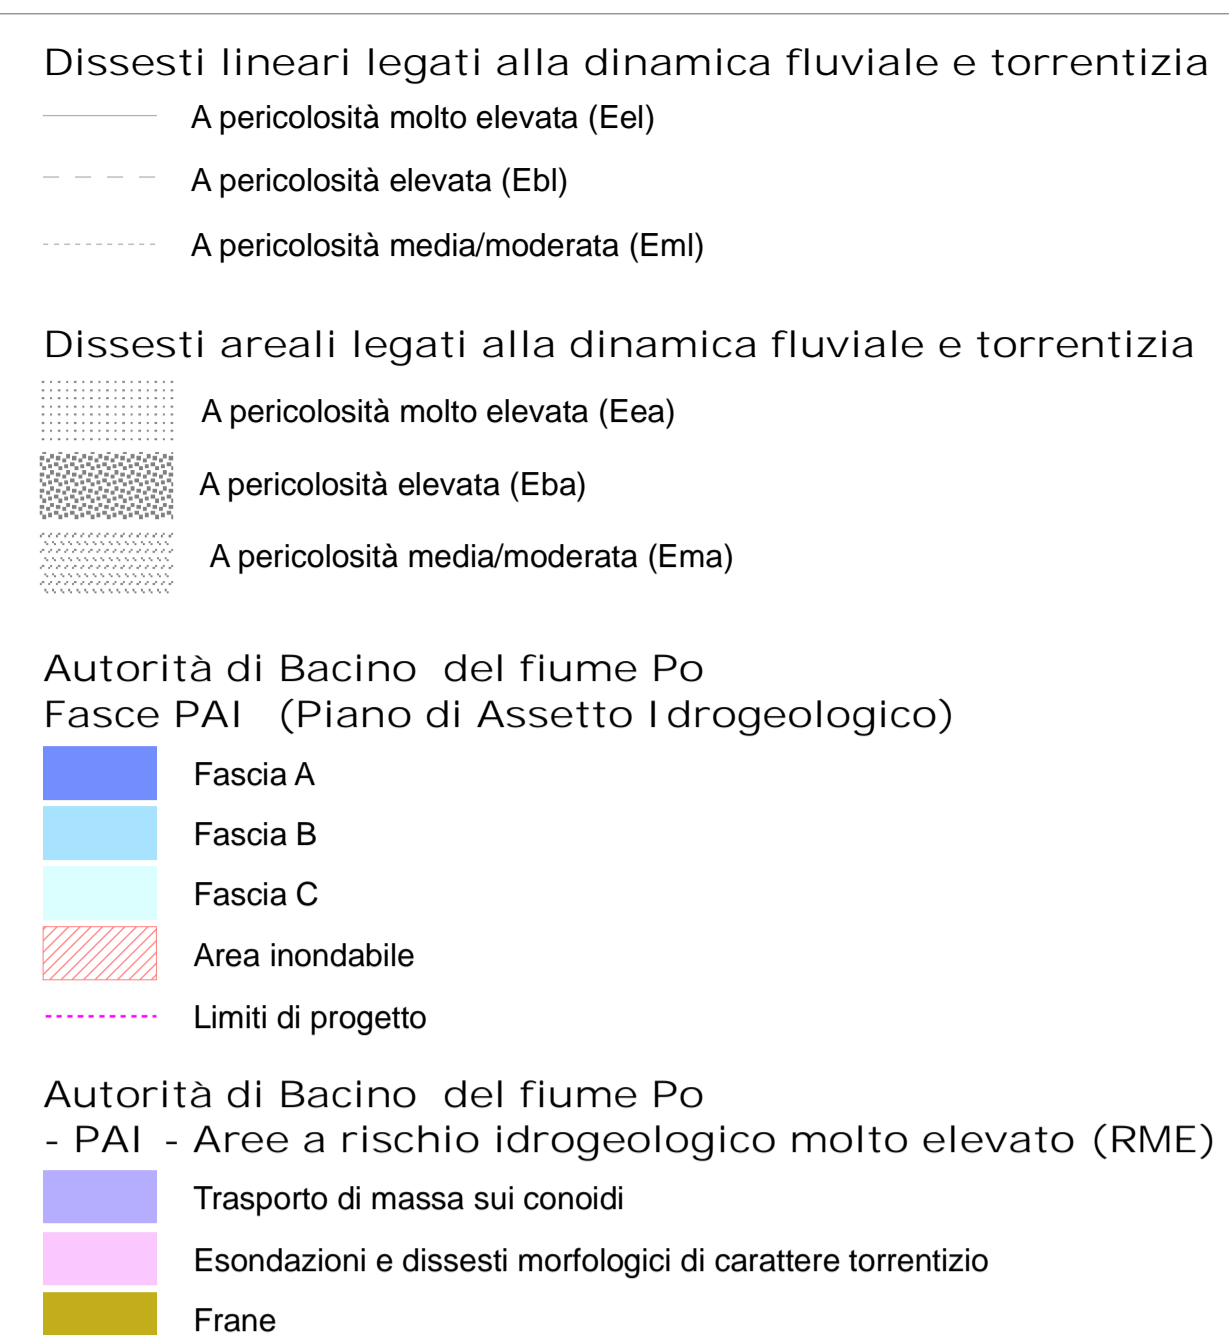 Dissesti lineari legati alla dinamica fluviale e torrentizia
A pericolosità molto elevata (Eel)
A pericolosità elevata (Ebl)
A pericolosità media/moderata (Eml)
Dissesti areali legati alla dinamica fluviale e torrentizia
A pericolosità molto elevata (Eea)
A pericolosità elevata (Eba)
A pericolosità media/moderata (Ema)
Autorità di Bacino del fiume Po
Fasce PAI (Piano di Assetto Idrogeologico)
Fascia A
Fascia B
Fascia C
Area inondabile
Limiti di progetto
Autorità di Bacino del fiume Po
- PAI - Aree a rischio idrogeologico molto elevato (RME)
Trasporto di massa sui conoidi
Esondazioni e dissesti morfologici di carattere torrentizio
Frane